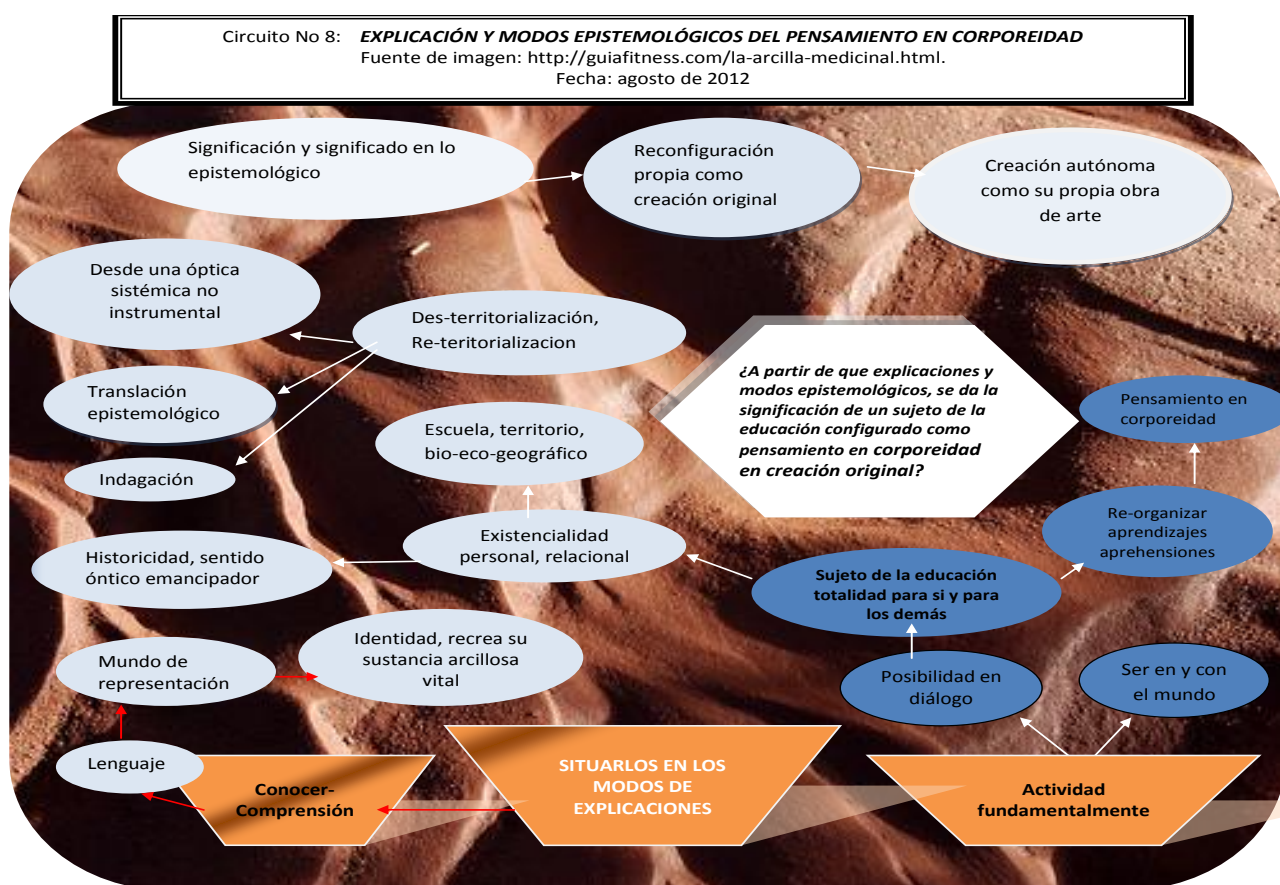 Circuito No 8: EXPLICACIÓN Y MODOS EPISTEMOLÓGICOS DEL PENSAMIENTO EN CORPOREIDAD
Fuente de imagen: http://guiafitness.com/la-arcilla-medicinal.html.
Fecha: agosto de 2012
Significación y significado en lo
epistemológico
Reconfiguración
propia como
creación original
Creación autónoma
como su propia obra
de arte
Desde una óptica
sistémica no
instrumental
Des-territorialización,
Re-teritorializacion
¿A partir de que explicaciones y
modos epistemológicos, se da la
significación de un sujeto de la
educación configurado como
pensamiento en corporeidad
en creación original?
Translación
epistemológico
Pensamiento en
corporeidad
Escuela, territorio,
bio-eco-geográfico
Indagación
Re-organizar
aprendizajes
aprehensiones
Existencialidad
personal, relacional
Historicidad, sentido
óntico emancipador
Sujeto de la educación
totalidad para si y para
los demás
Identidad, recrea su
sustancia arcillosa
vital
Mundo de
representación
Posibilidad en
diálogo
Ser en y con
el mundo
Lenguaje
Conocer-
Comprensión
SITUARLOS EN LOS
MODOS DE
EXPLICACIONES
Actividad
fundamentalmente